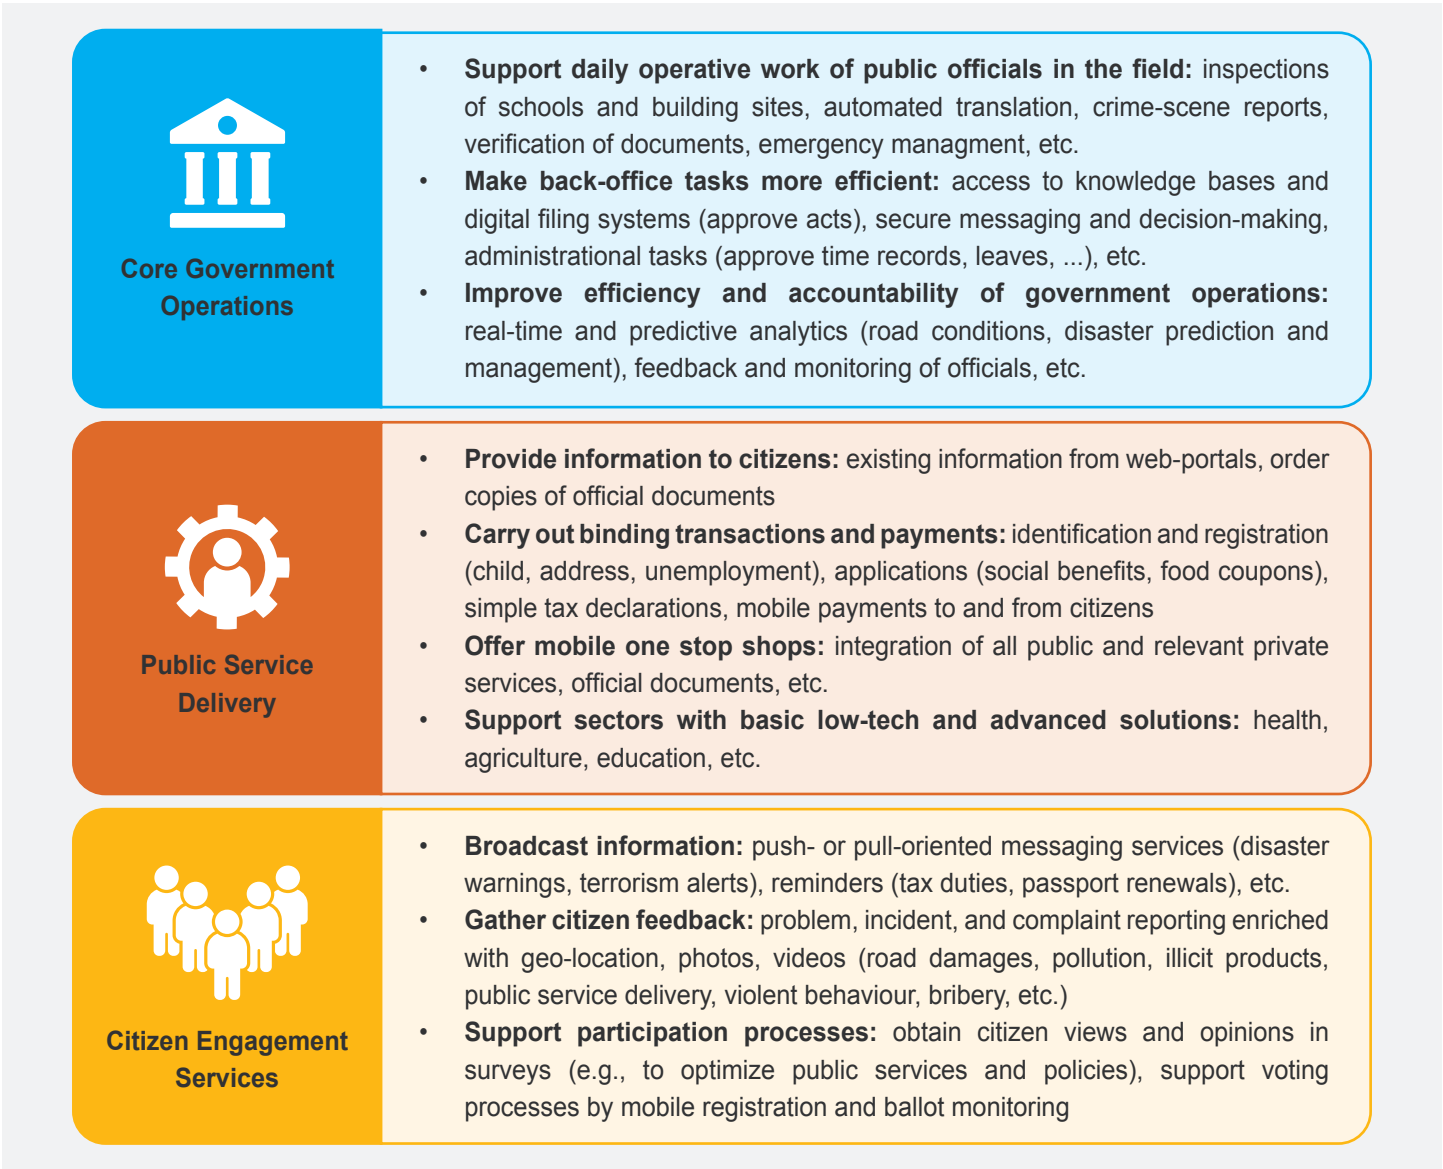 Core Government
Operations
• Support daily operative work of public officials in the field: inspections
of schools and building sites, automated translation, crime-scene reports,
verification of documents, emergency managment, etc.
• Make back-office tasks more efficient: access to knowledge bases and
digital filing systems (approve acts), secure messaging and decision-making,
administrational tasks (approve time records, leaves, ...), etc.
• Improve efficiency and accountability of government operations:
real-time and predictive analytics (road conditions, disaster prediction and
management), feedback and monitoring of officials, etc.
Public Service
Delivery
• Provide information to citizens: existing information from web-portals, order
copies of official documents
• Carry out binding transactions and payments: identification and registration
(child, address, unemployment), applications (social benefits, food coupons),
simple tax declarations, mobile payments to and from citizens
• Offer mobile one stop shops: integration of all public and relevant private
services, official documents, etc.
• Support sectors with basic low-tech and advanced solutions: health,
agriculture, education, etc.
Citizen Engagement
Services
• Broadcast information: push- or pull-oriented messaging services (disaster
warnings, terrorism alerts), reminders (tax duties, passport renewals), etc.
• Gather citizen feedback: problem, incident, and complaint reporting enriched
with geo-location, photos, videos (road damages, pollution, illicit products,
public service delivery, violent behaviour, bribery, etc.)
• Support participation processes: obtain citizen views and opinions in
surveys (e.g., to optimize public services and policies), support voting
processes by mobile registration and ballot monitoring